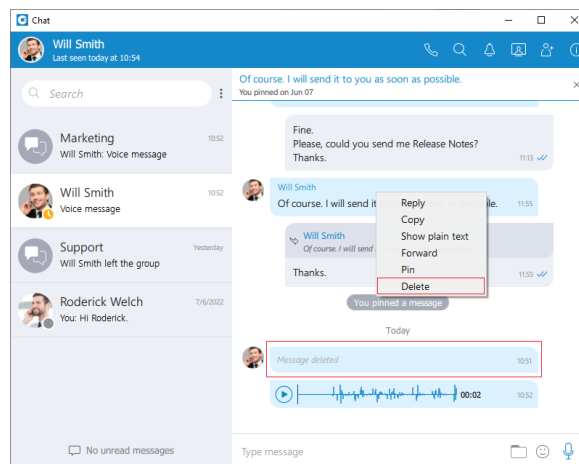 Chat
Will Smith
Last seen today at 10:54
Search
Marketing
10:52
Will Smith: Voice message
Will Smith
10:52
Voice message
Support
Yesterday
Will Smith left the group
Roderick Welch
7/6/2022
You: Hi Roderick.
No unread messages
Of course. I will send it to you as soon as possible.
You pinned on Jun 07
Fine.
Please, could you send me Release Notes?
Thanks.
11:13
Will Smith
Of course. I will send it
le.
11:55
Will Smith
Of course. I will send
Thanks.
11:55
Reply
Copy
Show plain text
Forward
Pin
Delete
You pinned a message
Today
Message deleted
10:51
00:02
10:52
Type message